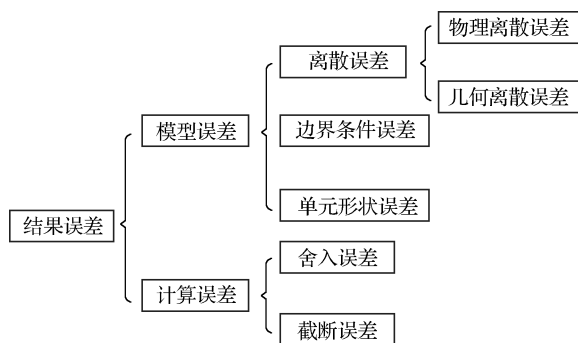 物理离散误差
离散误差
几何离散误差
模型误差
边界条件误差
单元形状误差
结果误差
舍入误差
计算误差
截断误差